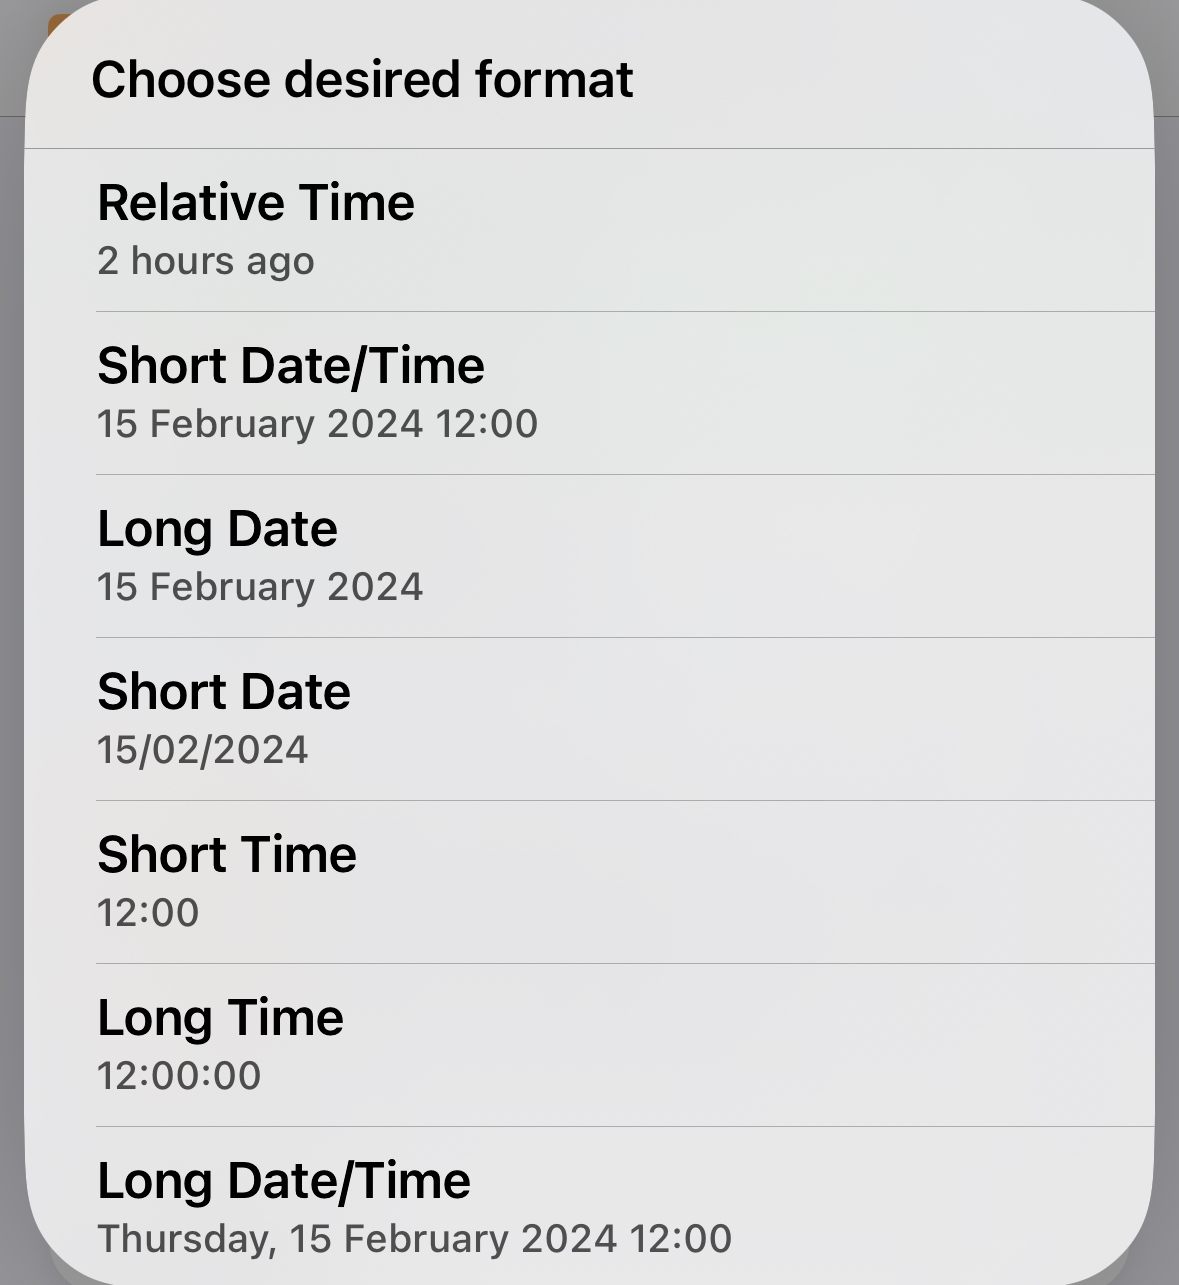 Choose desired format
Relative Time
2 hours ago
Short Date/Time
15 February 2024 12:00
Long Date
15 February 2024
Short Date
15/02/2024
Short Time
12:00
Long Time
12:00:00
Long Date/Time
Thursday, 15 February 2024 12:00